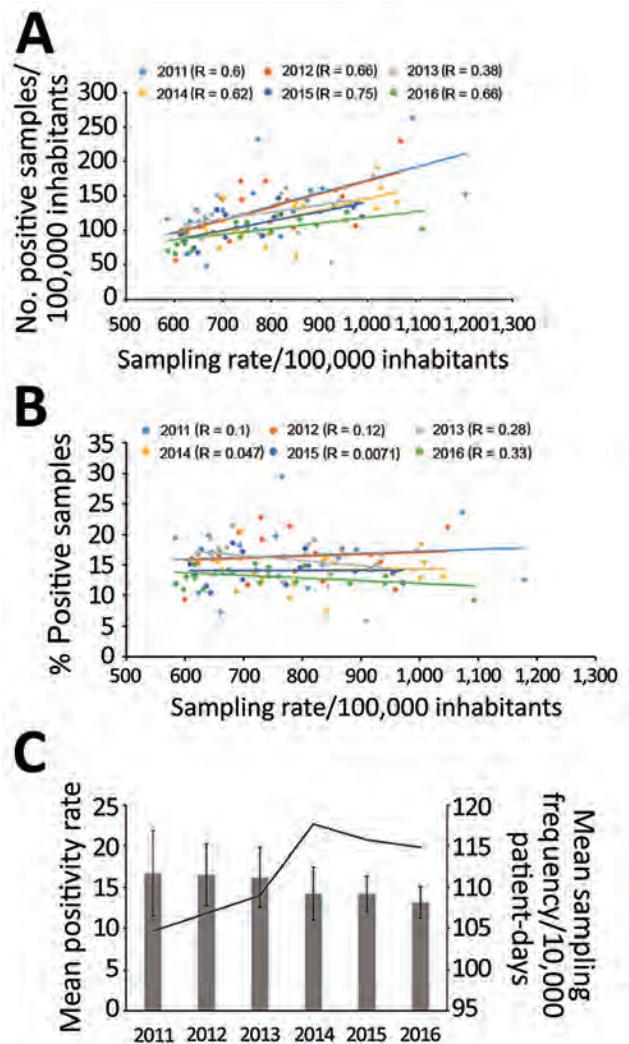 A
2011 (R = 0.6) 2012 (R = 0.66) 2013 (R = 0.38)
2014 (R = 0.62) 2015 (R = 0.75) 2016 (R = 0.66)
No. positive samples/
100,000 inhabitants
300
250
200
150
100
50
0
500 600 700 800 900 1,000 1,100 1,200 1,300
Sampling rate/100,000 inhabitants
B
2011 (R = 0.1) 2012 (R = 0.12) 2013 (R = 0.28)
2014 (R = 0.047) 2015 (R = 0.0071) 2016 (R = 0.33)
% Positive samples
35
30
25
20
15
10
5
0
500 600 700 800 900 1,000 1,100 1,200 1,300
Sampling rate/100,000 inhabitants
C
Mean positivity rate
25
20
15
10
5
0
120
115
110
105
100
95
Mean sampling
frequency/10,000
patient-days
2011 2012 2013 2014 2015 2016